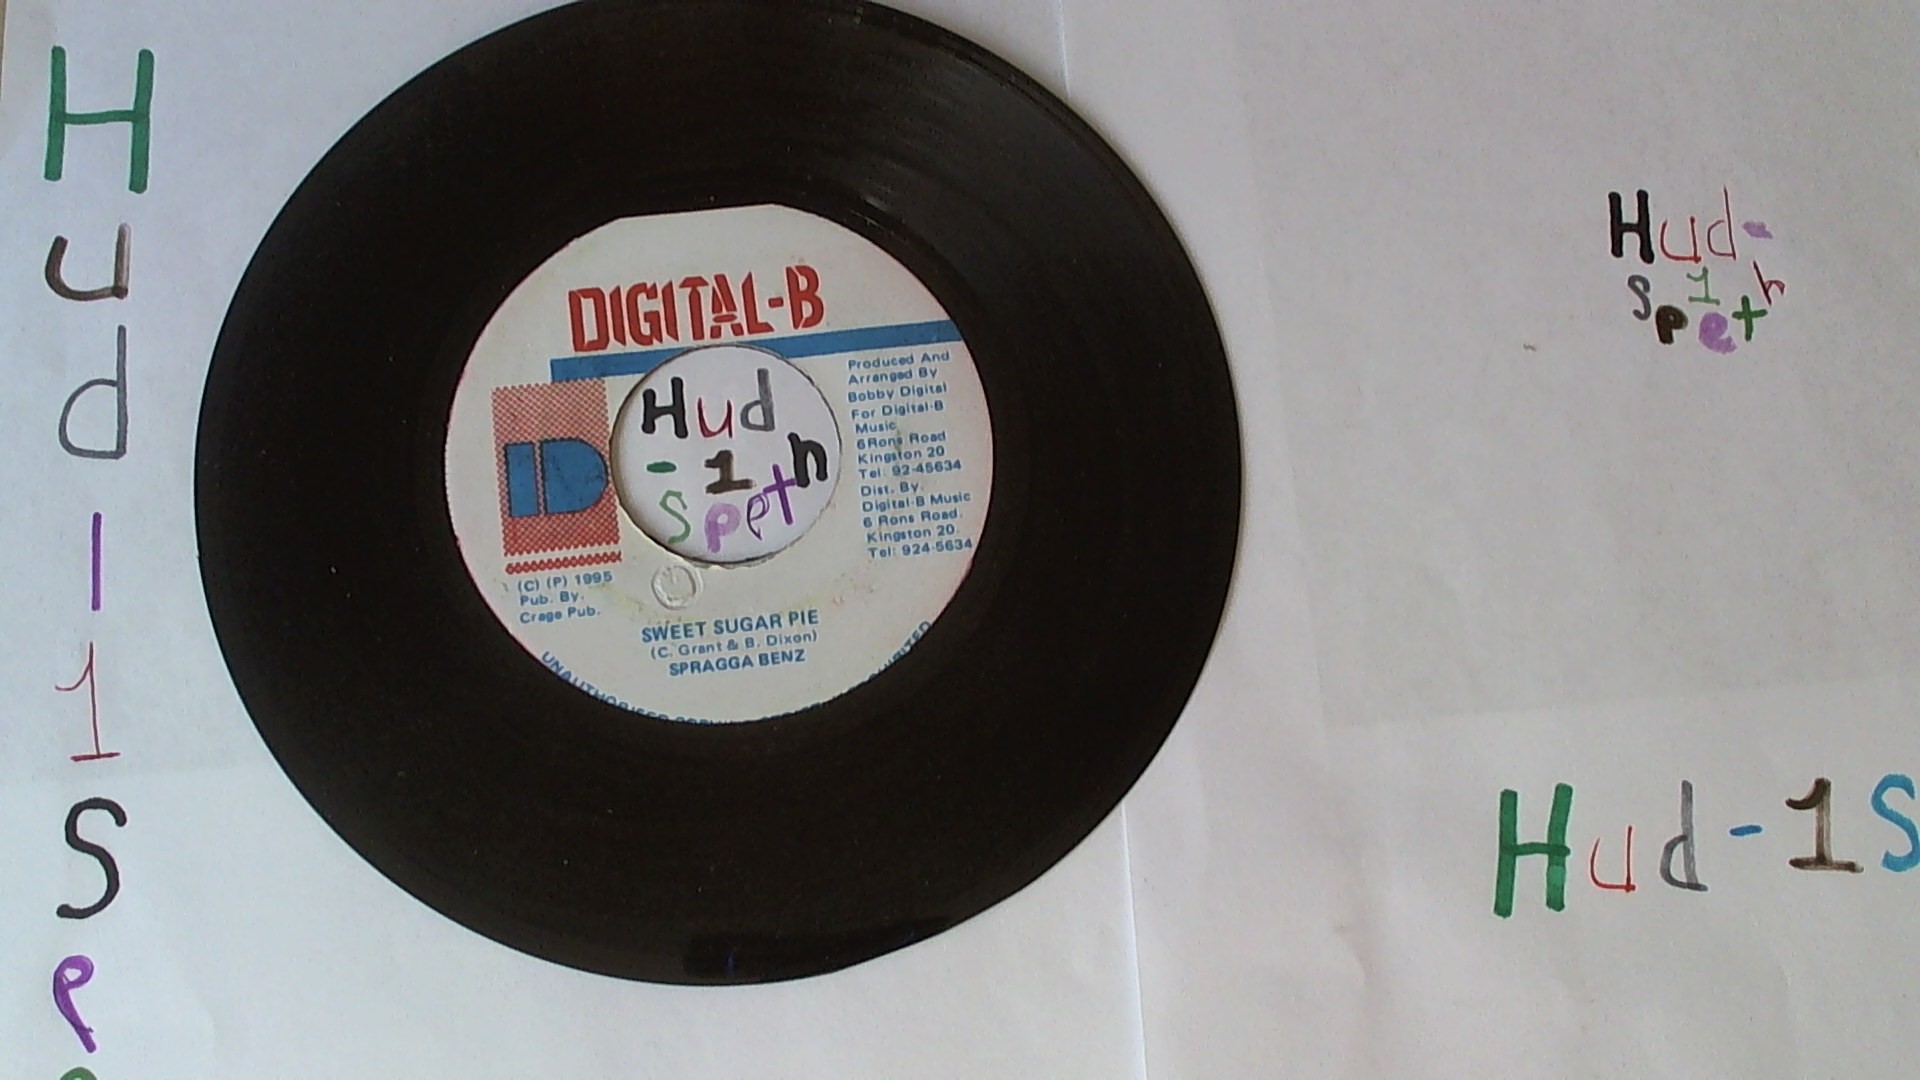 H
u
d
-
1
S
p
DIGITAL-B
Produced And
Arranged By
Bobby Digital
For Digital-B
Music
6 Rons Road
Kingston 20
Tel: 92-45634
Dist. By.
Digital-B Music
6 Rons Road.
Kingston 20.
Tel: 924-5634
Hud
-1
Speth
D
(C) (P) 1995
Pub. By.
Crage Pub.
SWEET SUGAR PIE
(C. Grant & B. Dixon)
SPRAGGA BENZ
UNAUTHORISED
Hud-
1
Speth
Hud-1S